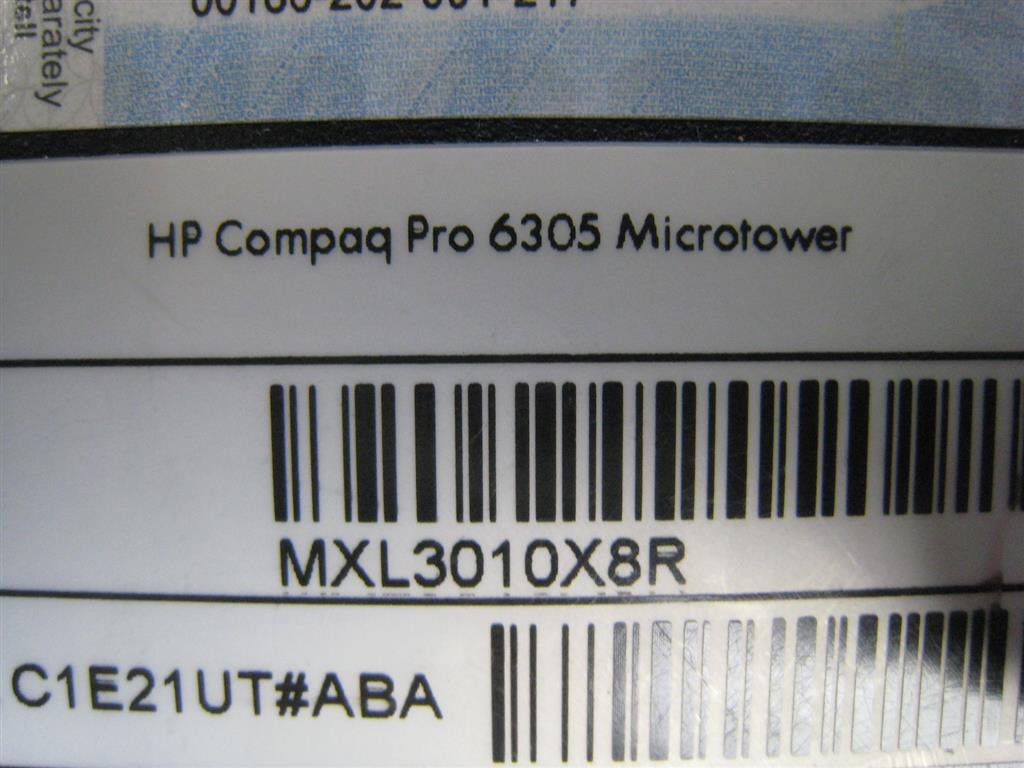 city
arately
HP Compaq Pro 6305 Microtower
MXL3010X8R
C1E21UT#ABA